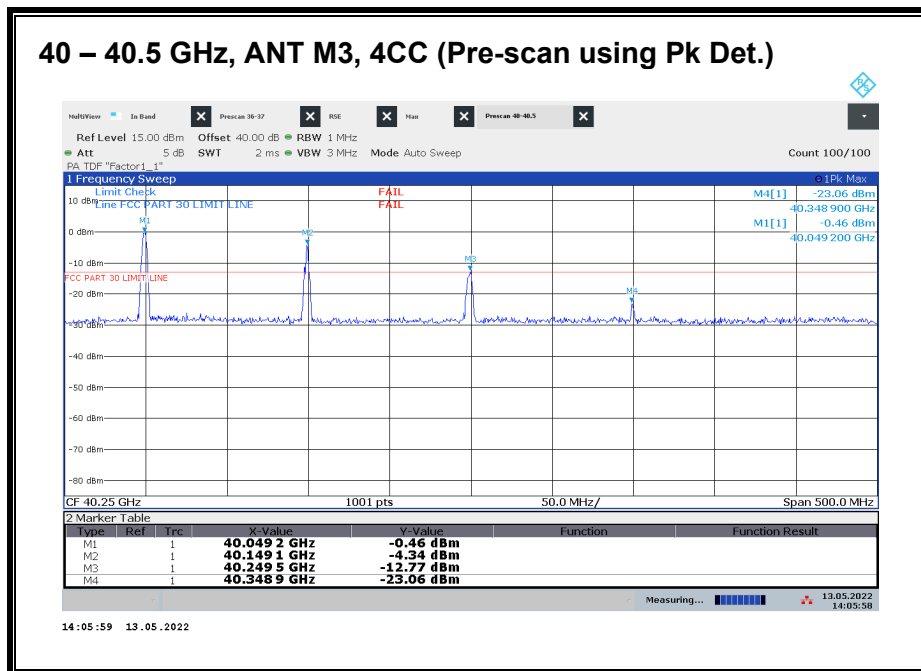 40 – 40.5 GHz, ANT M3, 4CC (Pre-scan using Pk Det.)
R&S
MultiView In Band Prescan 36-37 RSE Max Prescan 40-40.5
Ref Level 15.00 dBm Offset 40.00 dB RBW 1 MHz
Att 5 dB SWT 2 ms VBW 3 MHz Mode Auto Sweep Count 100/100
PA TDF "Factor1_1"
1 Frequency Sweep 1Pk Max
Limit Check FAIL M4[1] -23.06 dBm
10 dBm
Line FCC PART 30 LIMIT LINE FAIL 40.348 900 GHz
M1 M1[1] -0.46 dBm
0 dBm M2 40.049 200 GHz
-10 dBm M3
FCC PART 30 LIMIT LINE
-20 dBm M4
-30 dBm
-40 dBm
-50 dBm
-60 dBm
-70 dBm
-80 dBm
CF 40.25 GHz 1001 pts 50.0 MHz/ Span 500.0 MHz
2 Marker Table
Type Ref Trc X-Value Y-Value Function Function Result
M1 1 40.049 2 GHz -0.46 dBm
M2 1 40.149 1 GHz -4.34 dBm
M3 1 40.249 5 GHz -12.77 dBm
M4 1 40.348 9 GHz -23.06 dBm
Measuring... 13.05.2022
14:05:58
14:05:59 13.05.2022